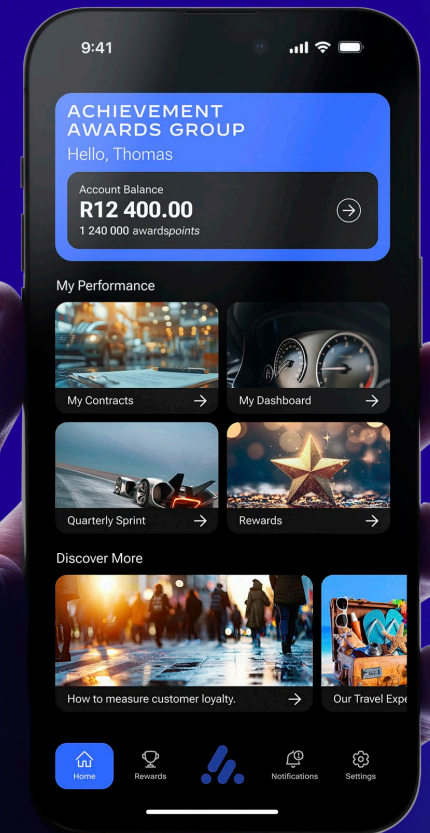 9:41
ACHIEVEMENT
AWARDS GROUP
Hello, Thomas
Account Balance
R12 400.00
1 240 000 awardspoints
My Performance
My Contracts
My Dashboard
Quarterly Sprint
Rewards
Discover More
How to measure customer loyalty.
Our Travel Expe
Home
Rewards
Notifications
Settings